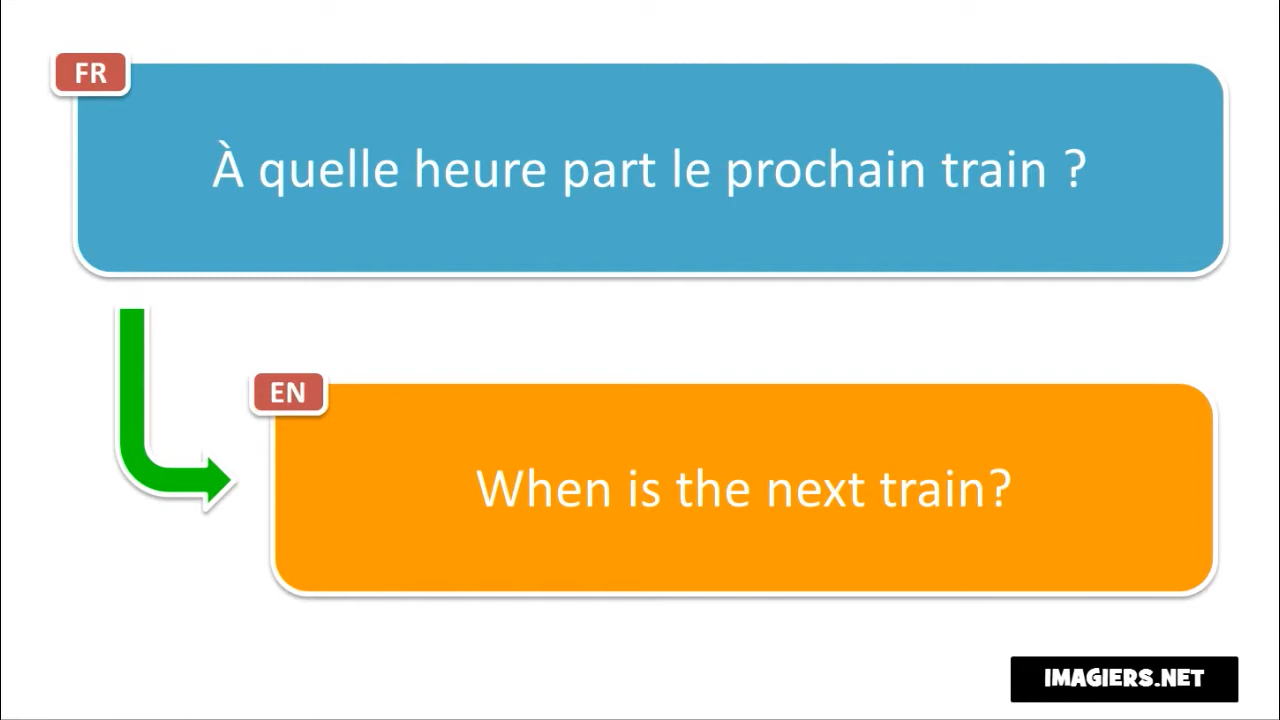 FR
À quelle heure part le prochain train ?
EN
When is the next train?
IMAGIERS.NET